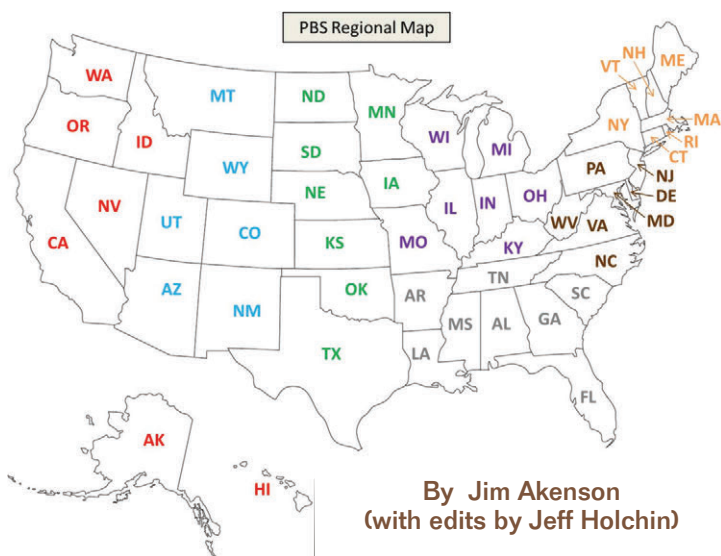 PBS Regional Map
WA
MT
ND
MN
VT
NH
ME
OR
ID
SD
WI
MI
NY
MA
RI
CT
WY
NE
IA
PA
NJ
DE
MD
NV
UT
CO
KS
MO
IL
IN
OH
WV
VA
KY
CA
AZ
NM
OK
AR
TN
NC
SC
TX
LA
MS
AL
GA
FL
AK
HI
By Jim Akenson
(with edits by Jeff Holchin)